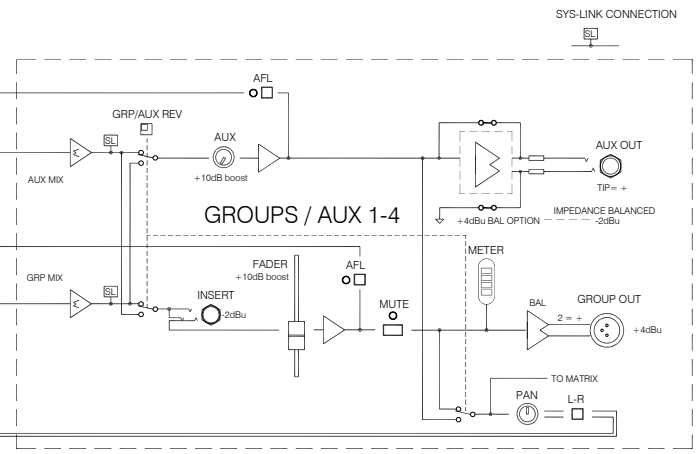 SYS-LINK CONNECTION
SL
AFL
GRP/AUX REV
SL
AUX
AUX OUT
AUX MIX
+10dB boost
TIP= +
GROUPS / AUX 1-4
+4dBu BAL OPTION
IMPEDANCE BALANCED
-2dBu
METER
GRP MIX
FADER
+10dB boost
AFL
SL
INSERT
-2dBu
MUTE
BAL
GROUP OUT
2 = +
+4dBu
TO MATRIX
PAN
L-R